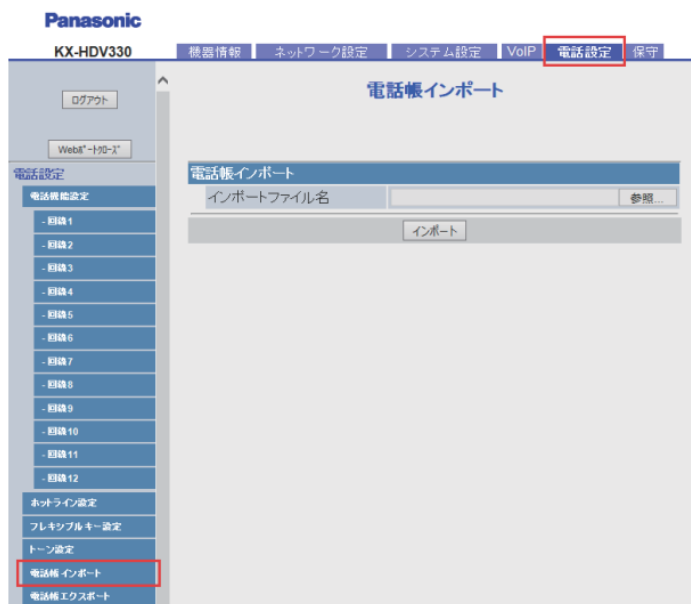 Panasonic
KX-HDV330
機器情報 ネットワーク設定 システム設定 VoIP 電話設定 保守
ログアウト
Webﾎﾟｰﾄｸﾛｰｽﾞ
電話設定
電話機能設定
- 回線1
- 回線2
- 回線3
- 回線4
- 回線5
- 回線6
- 回線7
- 回線8
- 回線9
- 回線10
- 回線11
- 回線12
ホットライン設定
フレキシブルキー設定
トーン設定
電話帳インポート
電話帳エクスポート
電話帳インポート
電話帳インポート
インポートファイル名 参照...
インポート